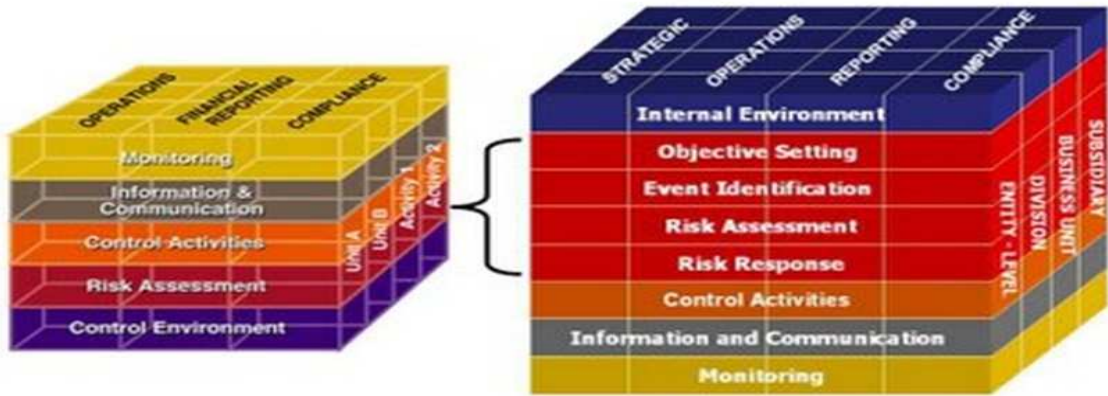 OPERATIONS
FINANCIAL
REPORTING
COMPLIANCE
Monitoring
Information &
Communication
Control Activities
Risk Assessment
Control Environment
Unit A
Unit B
Activity 1
Activity 2
STRATEGIC
OPERATIONS
REPORTING
COMPLIANCE
Internal Environment
Objective Setting
Event Identification
Risk Assessment
Risk Response
Control Activities
Information and Communication
Monitoring
ENTITY - LEVEL
DIVISION
BUSINESS UNIT
SUBSIDIARY